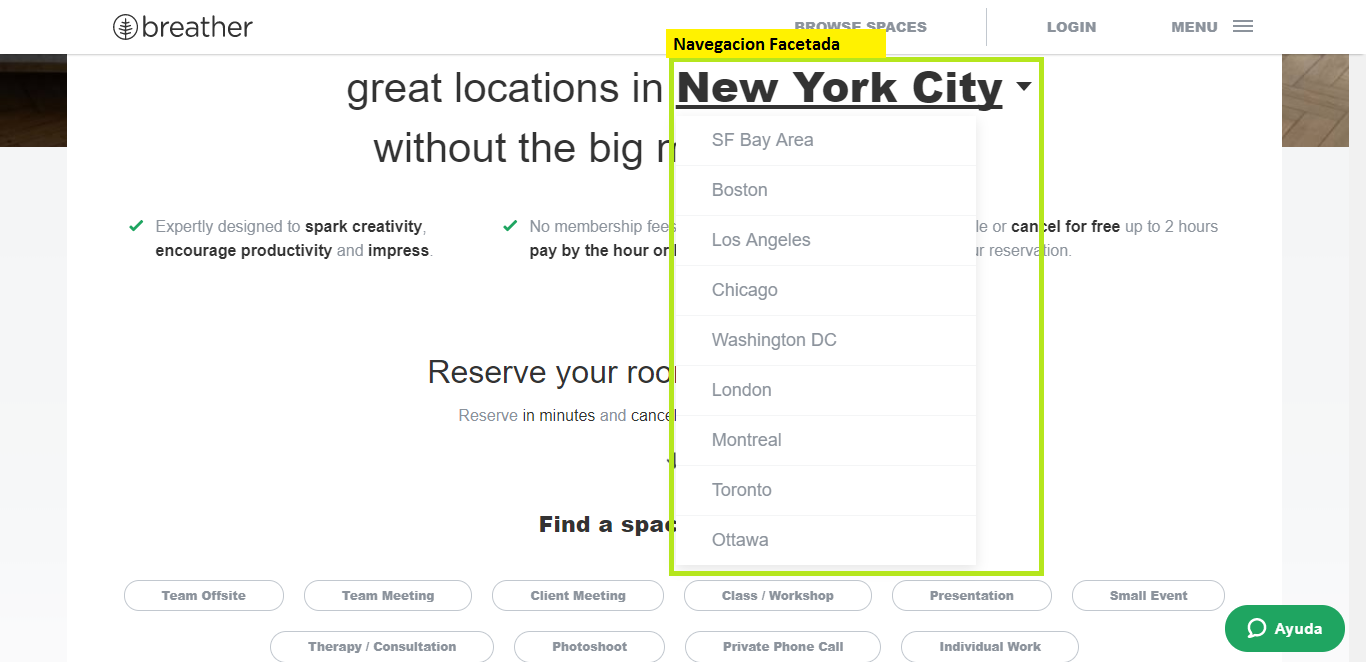 breather
BROWSE SPACES
LOGIN
MENU
Navegacion Facetada
great locations in New York City
without the big
SF Bay Area
Boston
Los Angeles
Chicago
Washington DC
London
Montreal
Toronto
Ottawa
Expertly designed to spark creativity,
encourage productivity and impress.
No membership fees
pay by the hour or
or cancel for free up to 2 hours
reservation.
Reserve your
Reserve in minutes and cancel
Find a
Team Offsite
Team Meeting
Client Meeting
Class / Workshop
Presentation
Small Event
Therapy / Consultation
Photoshoot
Private Phone Call
Individual Work
Ayuda